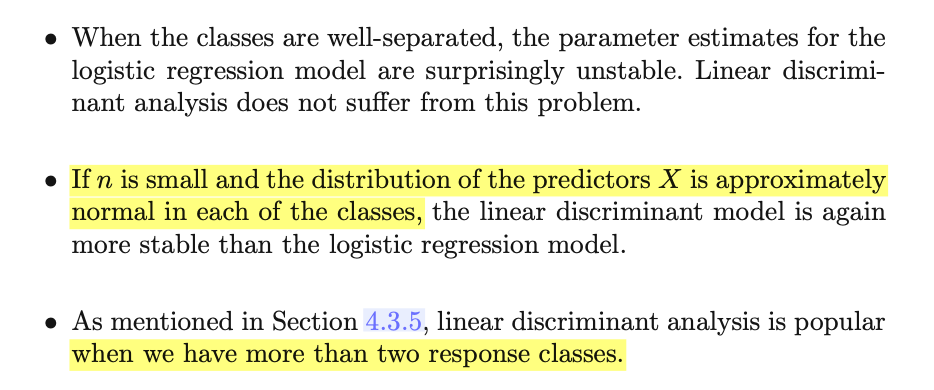 • When the classes are well-separated, the parameter estimates for the
logistic regression model are surprisingly unstable. Linear discrimi-
nant analysis does not suffer from this problem.
• If n is small and the distribution of the predictors X is approximately
normal in each of the classes, the linear discriminant model is again
more stable than the logistic regression model.
• As mentioned in Section 4.3.5, linear discriminant analysis is popular
when we have more than two response classes.